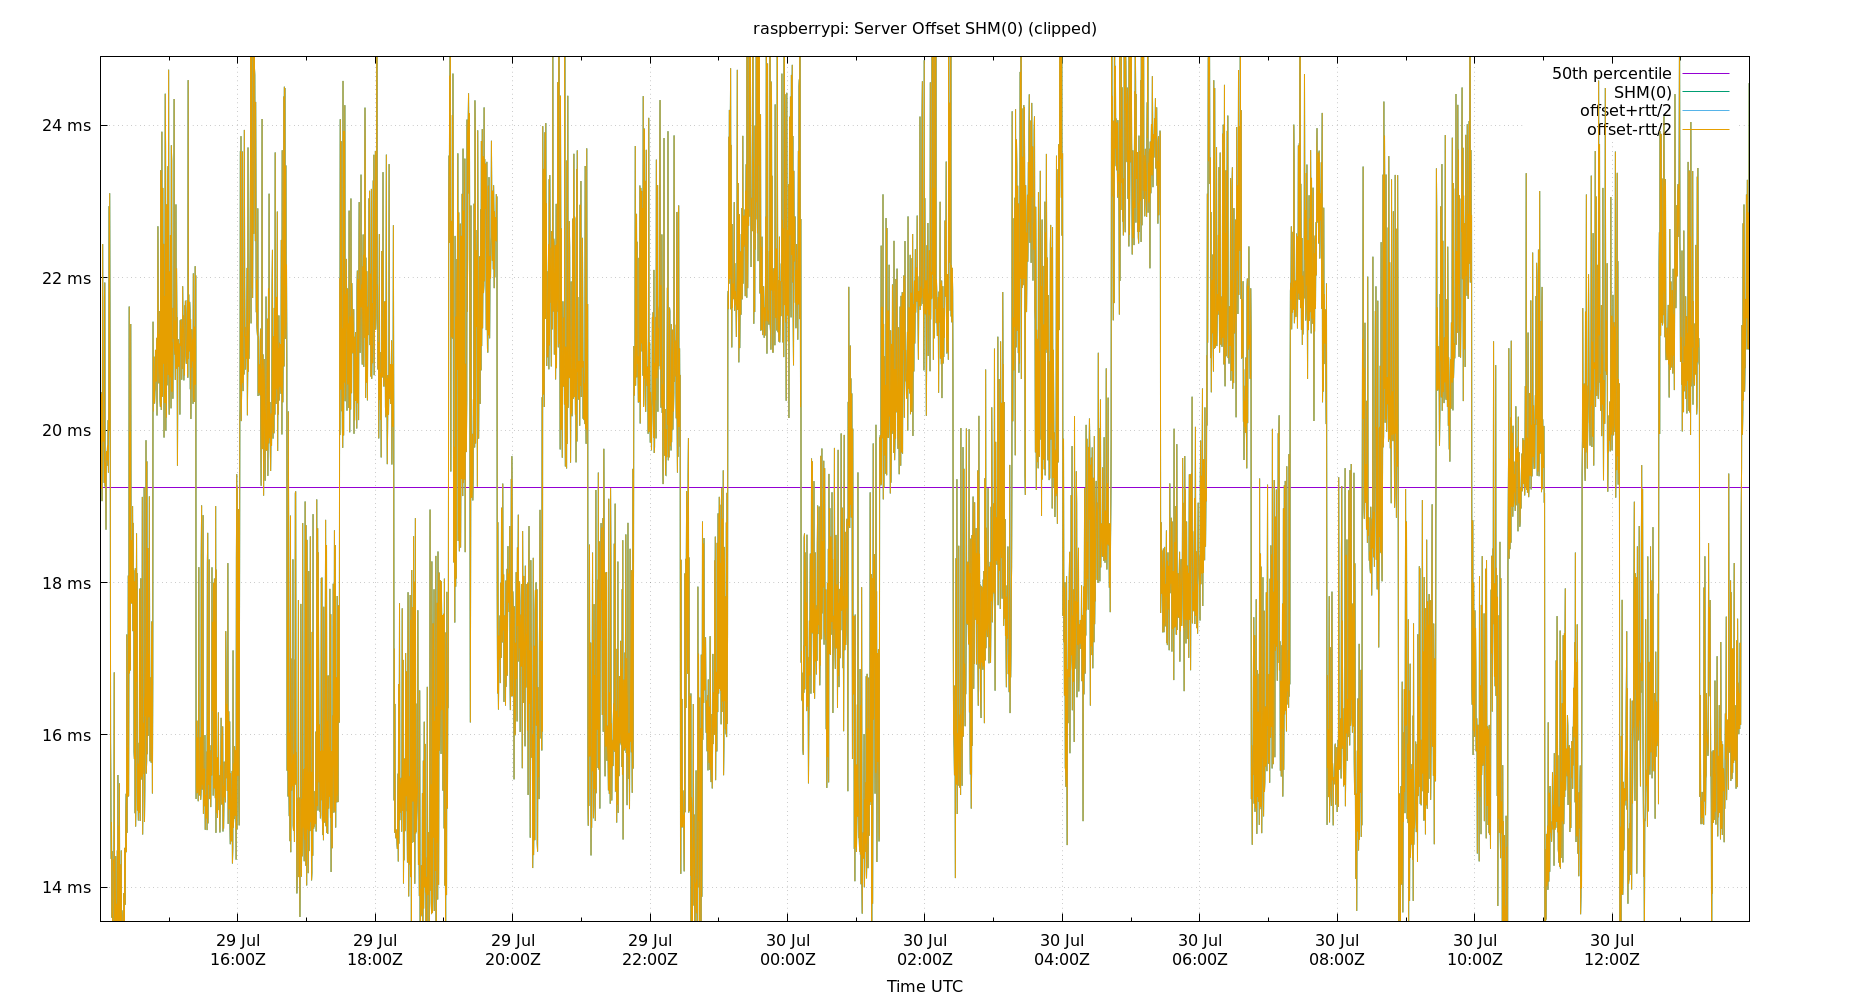 raspberrypi: Server Offset SHM(0) (clipped)
50th percentile
SHM(0)
offset+rtt/2
offset-rtt/2
24 ms
22 ms
20 ms
18 ms
16 ms
14 ms
29 Jul 29 Jul 29 Jul 29 Jul 30 Jul 30 Jul 30 Jul 30 Jul 30 Jul 30 Jul 30 Jul
16:00Z 18:00Z 20:00Z 22:00Z 00:00Z 02:00Z 04:00Z 06:00Z 08:00Z 10:00Z 12:00Z
Time UTC